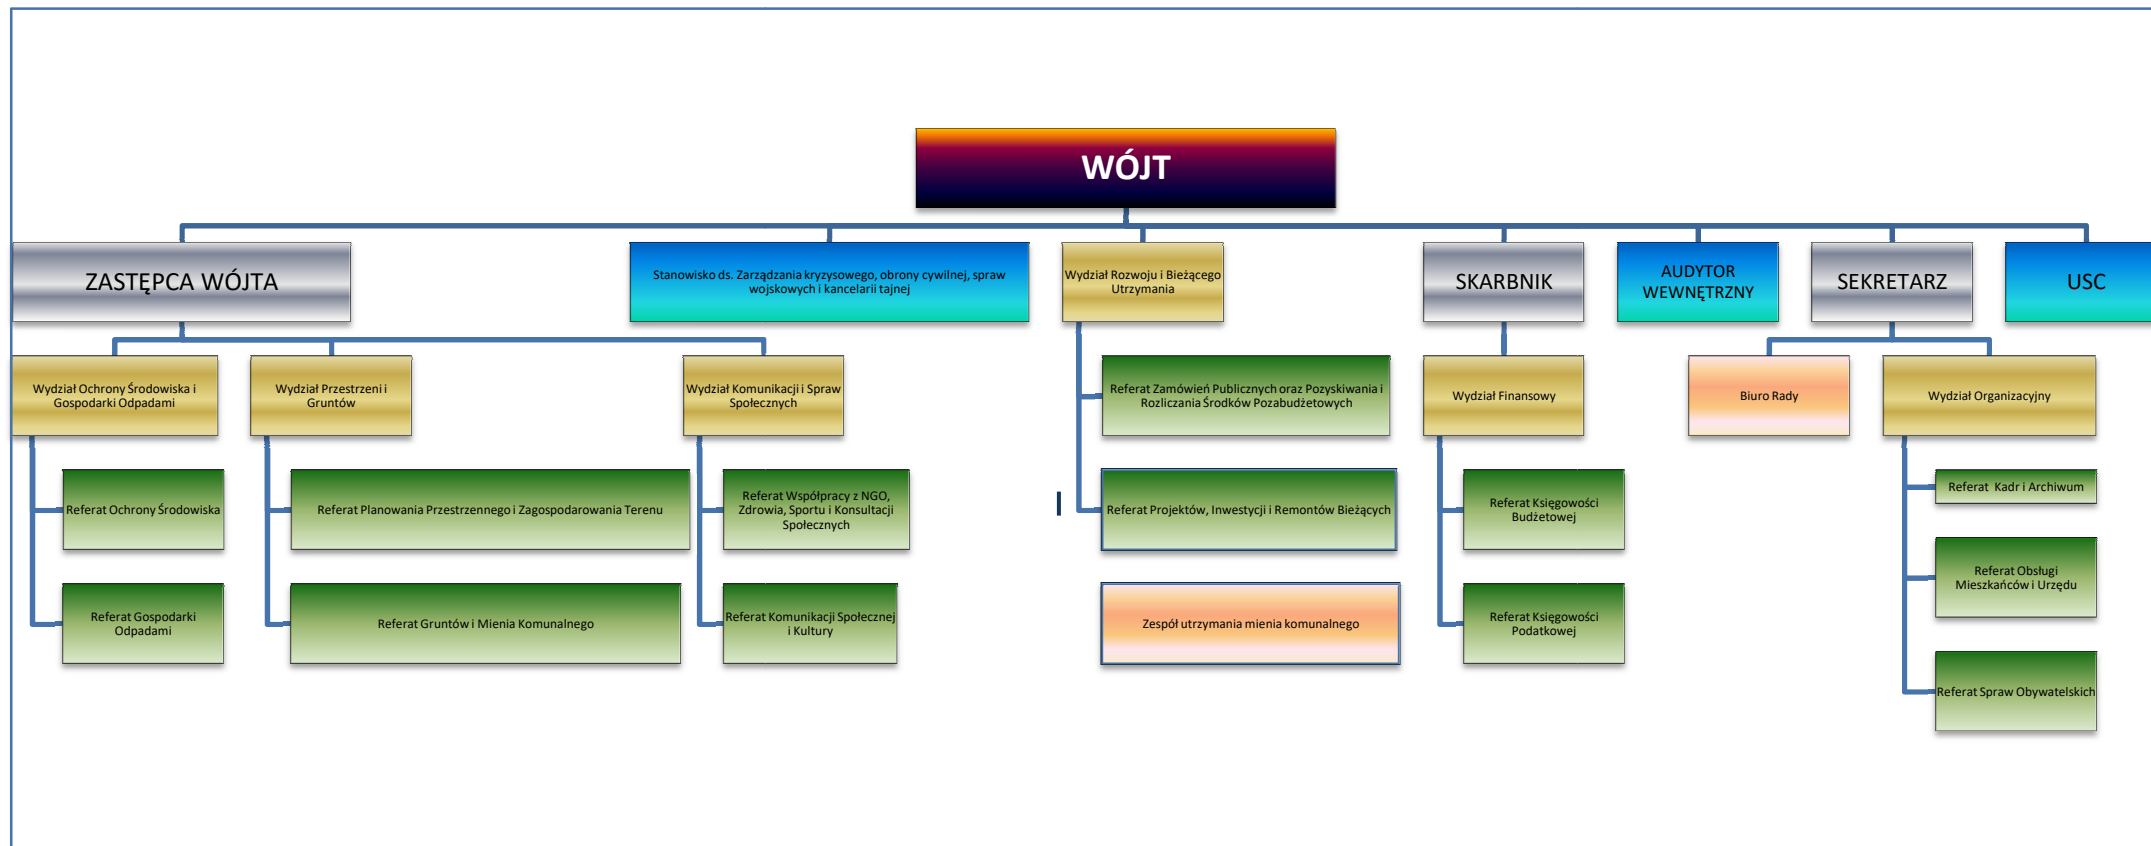 WÓJT
ZASTĘPCA WÓJTA
Stanowisko ds. Zarządzania kryzysowego, obrony cywilnej, spraw
wojskowych i kancelarii tajnej
Wydział Rozwoju i Bieżącego
Utrzymania
SKARBNIK
AUDYTOR
WEWNĘTRZNY
SEKRETARZ
USC
Wydział Ochrony Środowiska i
Gospodarki Odpadami
Wydział Przestrzeni i
Gruntów
Wydział Komunikacji i Spraw
Społecznych
Referat Zamówień Publicznych oraz Pozyskiwania i
Rozliczania Środków Pozabudżetowych
Wydział Finansowy
Biuro Rady
Wydział Organizacyjny
Referat Ochrony Środowiska
Referat Planowania Przestrzennego i Zagospodarowania Terenu
Referat Współpracy z NGO,
Zdrowia, Sportu i Konsultacji
Społecznych
Referat Projektów, Inwestycji i Remontów Bieżących
Referat Księgowości
Budżetowej
Referat  Kadr i Archiwum
Referat Obsługi
Mieszkańców i Urzędu
Referat Gospodarki
Odpadami
Referat Gruntów i Mienia Komunalnego
Referat Komunikacji Społecznej
i Kultury
Zespół utrzymania mienia komunalnego
Referat Księgowości
Podatkowej
Referat Spraw Obywatelskich